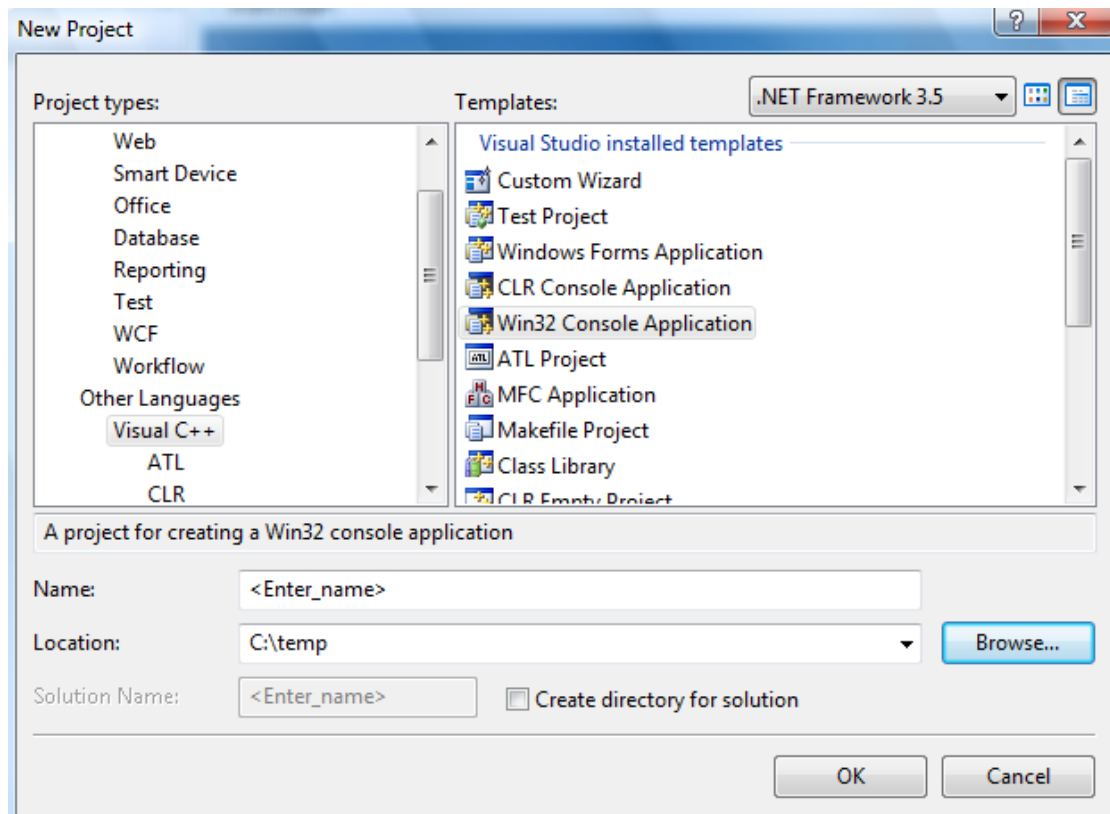 New Project
Project types:
Templates:
.NET Framework 3.5
Web
Smart Device
Office
Database
Reporting
Test
WCF
Workflow
Other Languages
Visual C++
ATL
CLR
Visual Studio installed templates
Custom Wizard
Test Project
Windows Forms Application
CLR Console Application
Win32 Console Application
ATL Project
MFC Application
Makefile Project
Class Library
CLR Empty Project
A project for creating a Win32 console application
Name:
<Enter_name>
Location:
C:\temp
Browse...
Solution Name:
<Enter_name>
Create directory for solution
OK
Cancel